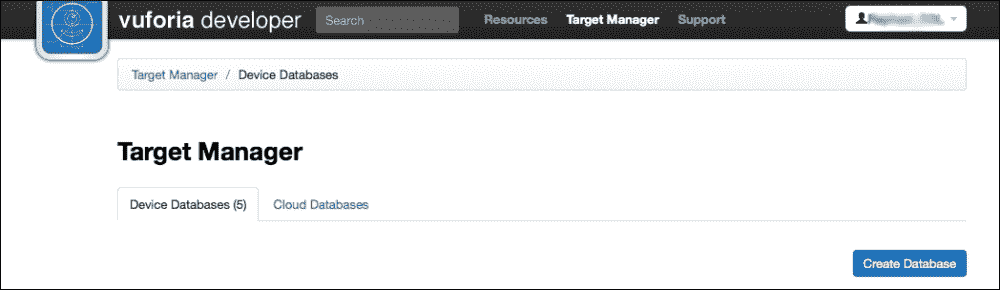 vuforia developer Search Resources Target Manager Support
Target Manager / Device Databases
Target Manager
Device Databases (5) Cloud Databases
Create Database